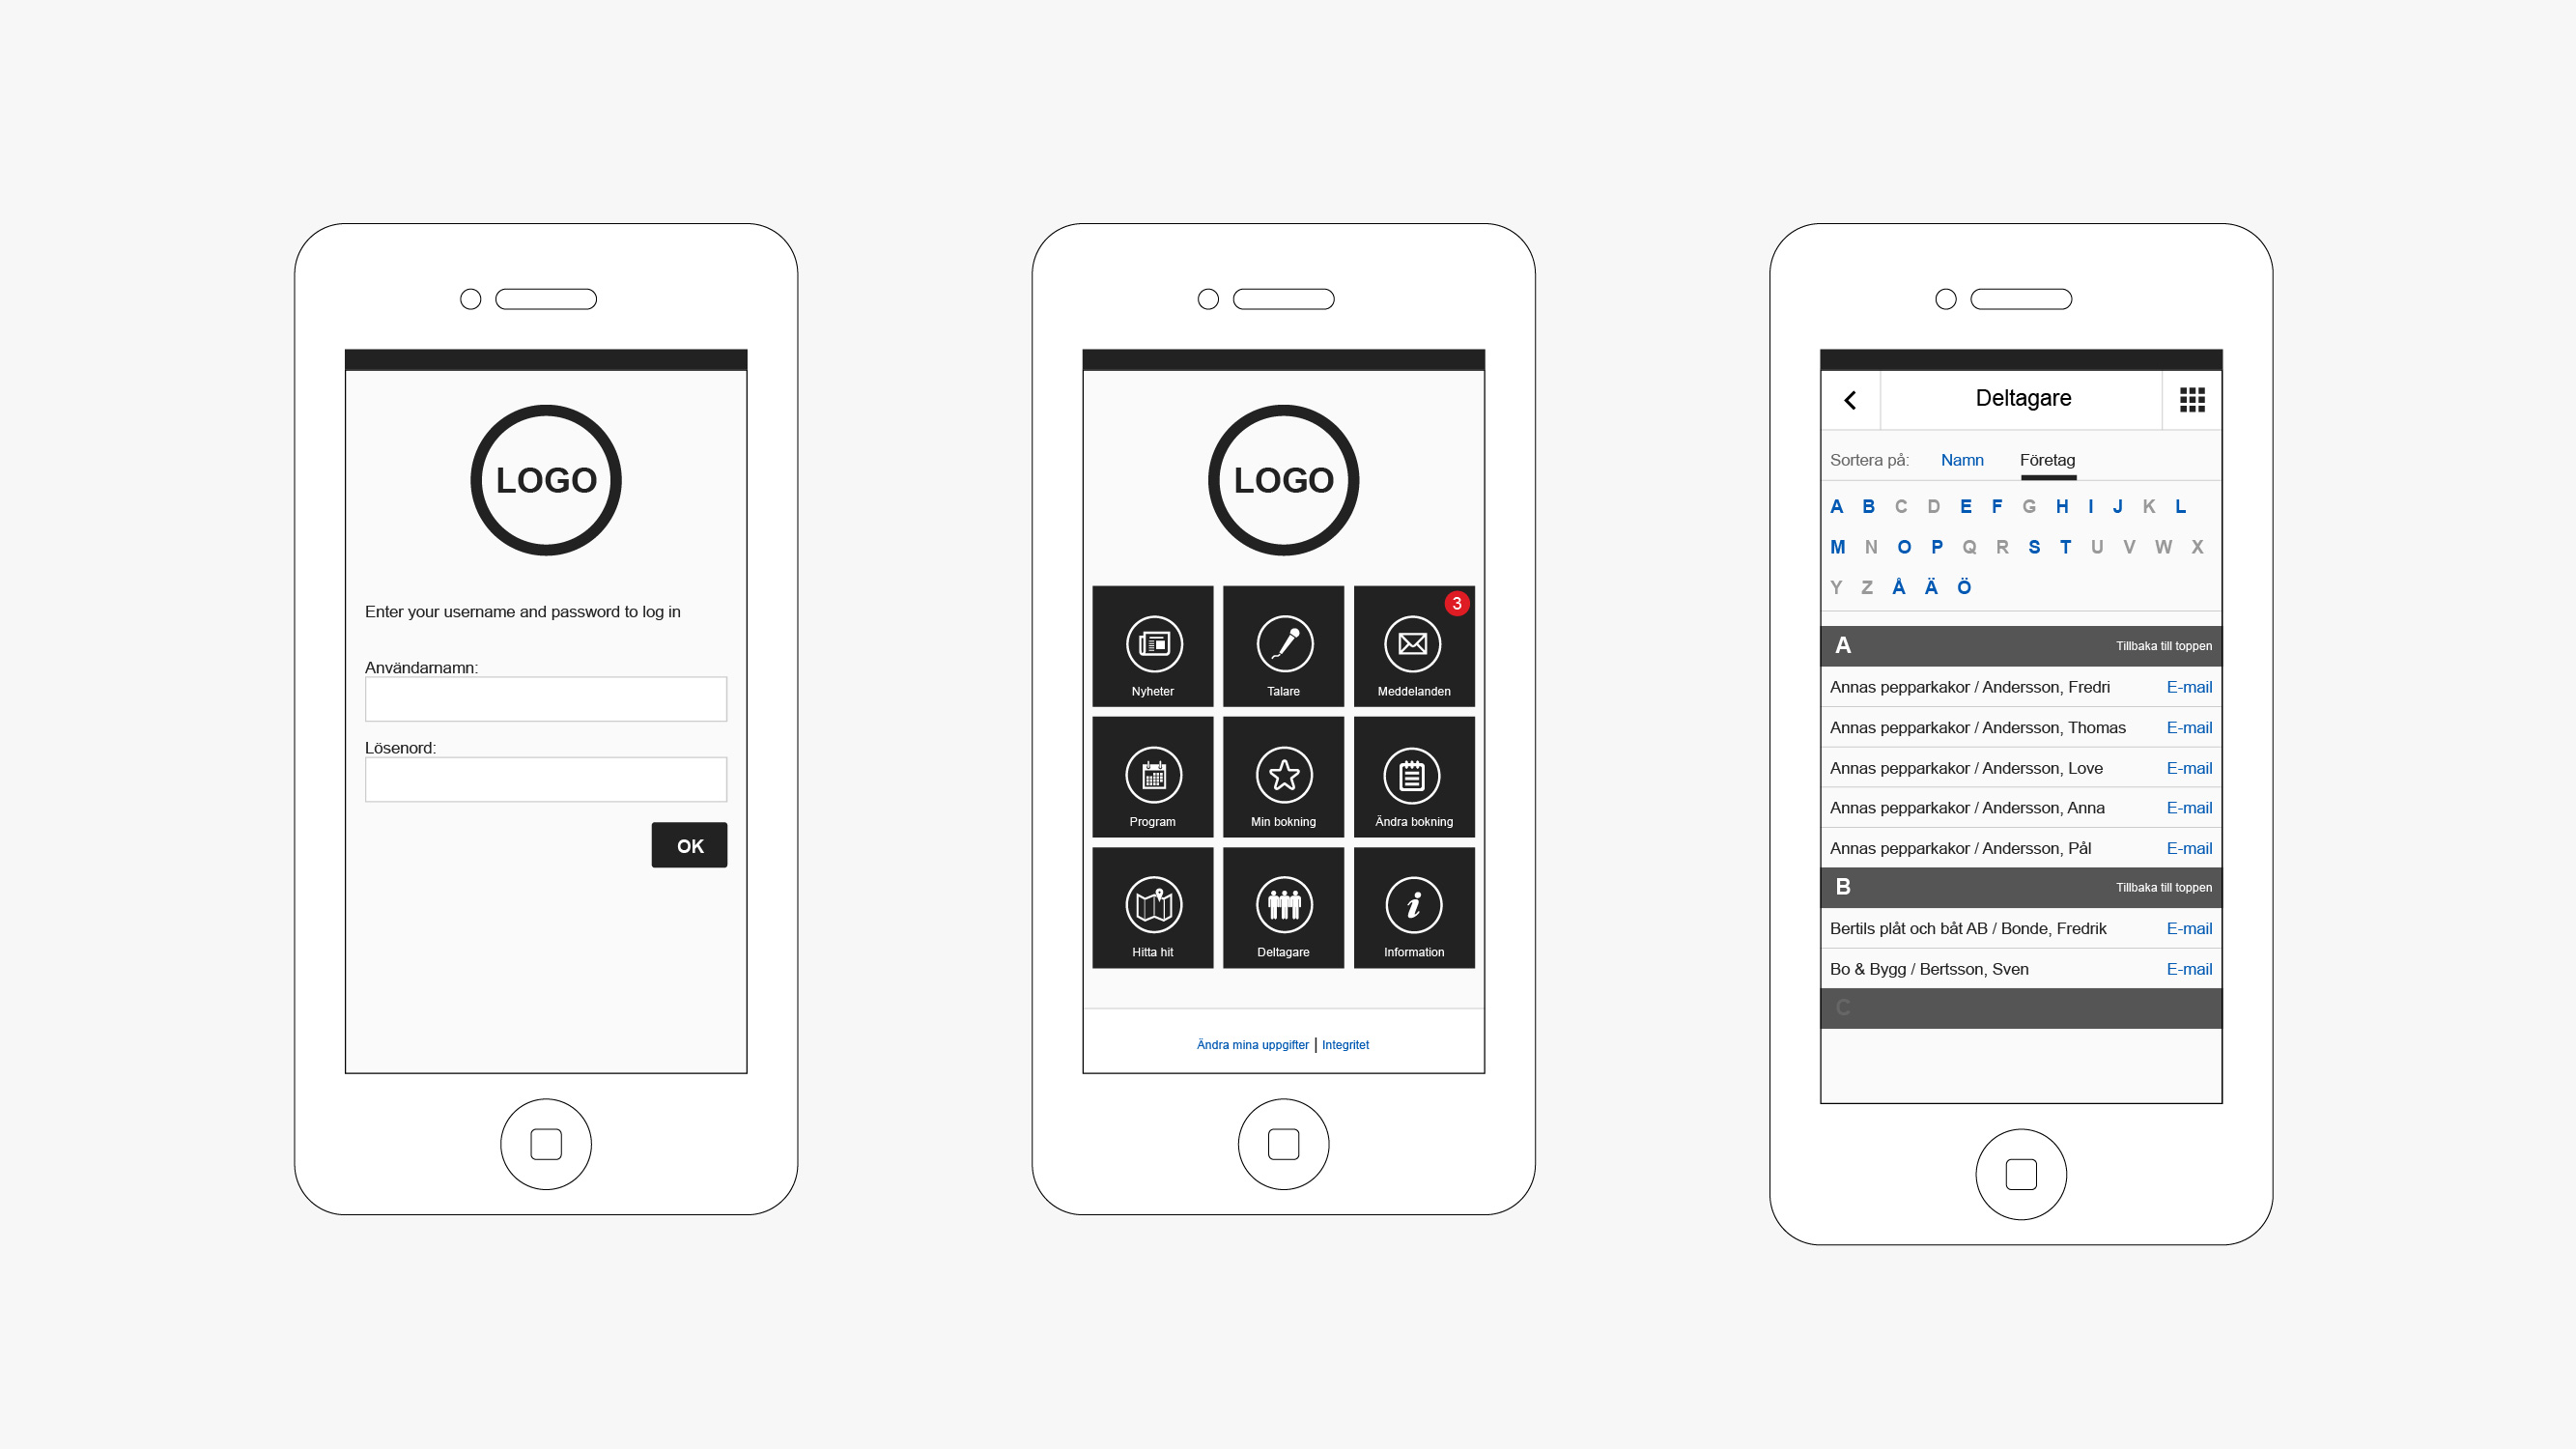 LOGO
Enter your username and password to log in
Användarnamn:
Lösenord:
OK
LOGO
3
Nyheter
Talare
Meddelanden
Program
Min bokning
Ändra bokning
Hitta hit
Deltagare
Information
Ändra mina uppgifter | Integritet
Deltagare
Sortera på: Namn Företag
A B C D E F G H I J K L
M N O P Q R S T U V W X
Y Z Å Ä Ö
A Tillbaka till toppen
Annas pepparkakor / Andersson, Fredri E-mail
Annas pepparkakor / Andersson, Thomas E-mail
Annas pepparkakor / Andersson, Love E-mail
Annas pepparkakor / Andersson, Anna E-mail
Annas pepparkakor / Andersson, Pål E-mail
B Tillbaka till toppen
Bertils plåt och båt AB / Bonde, Fredrik E-mail
Bo & Bygg / Bertsson, Sven E-mail
C